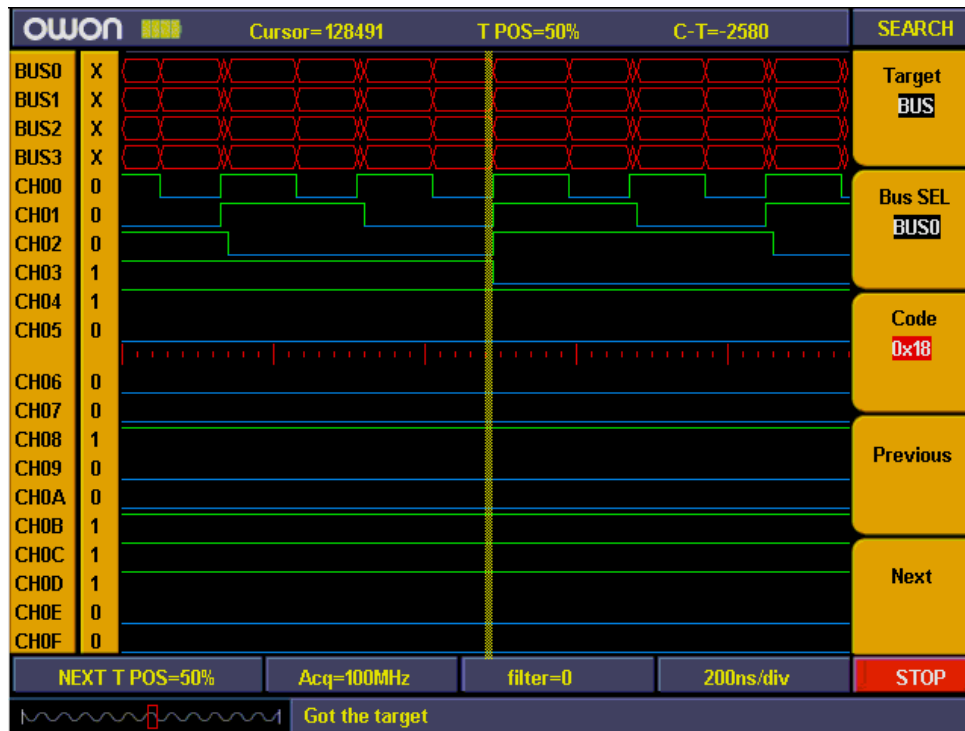 owon Cursor=128491 T POS=50% C-T=-2580 SEARCH
BUS0 X
BUS1 X
BUS2 X
BUS3 X
CH00 0
CH01 0
CH02 0
CH03 1
CH04 1
CH05 0
CH06 0
CH07 0
CH08 1
CH09 0
CH0A 0
CH0B 1
CH0C 1
CH0D 1
CH0E 0
CH0F 0
Target
BUS
Bus SEL
BUS0
Code
0x18
Previous
Next
NEXT T POS=50% Acq=100MHz filter=0 200ns/div STOP
Got the target